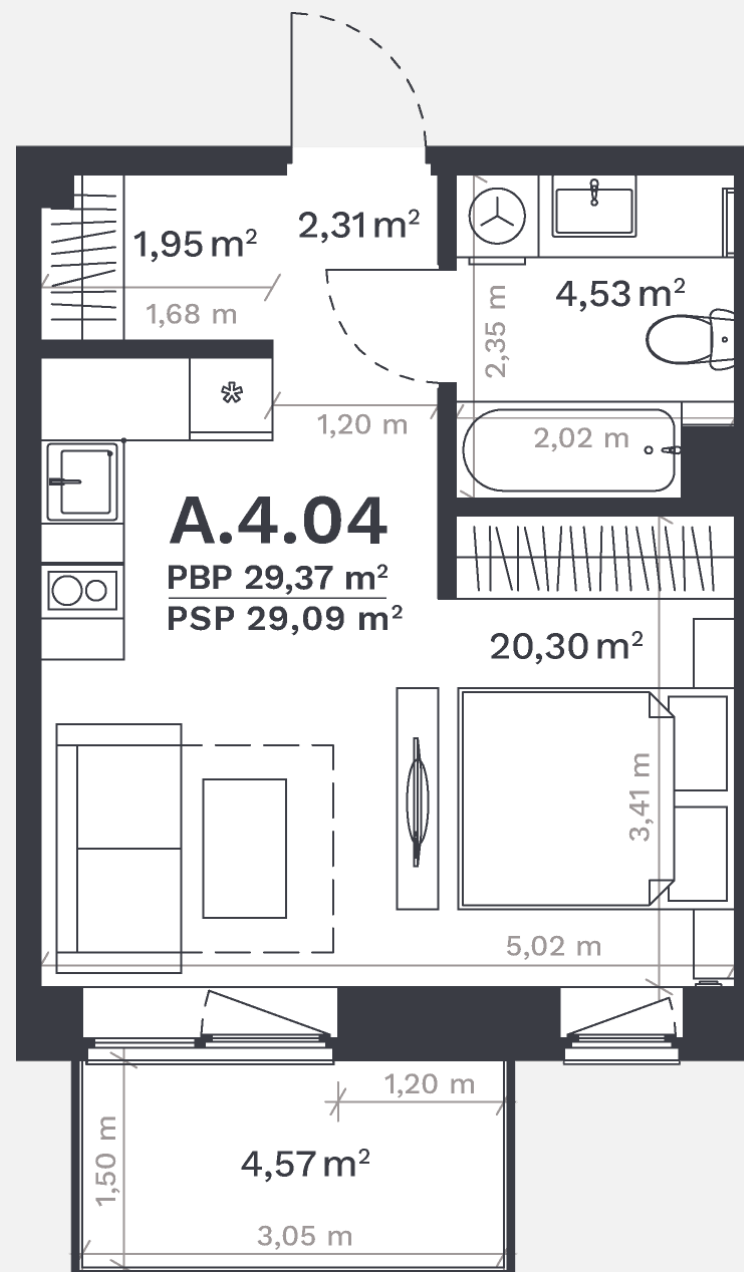 1,95 m²
2,31 m²
1,68 m
2,35 m
4,53 m²
1,20 m
2,02 m
A.4.04
PBP 29,37 m²
PSP 29,09 m²
20,30 m²
3,41 m
5,02 m
1,20 m
1,50 m
4,57 m²
3,05 m